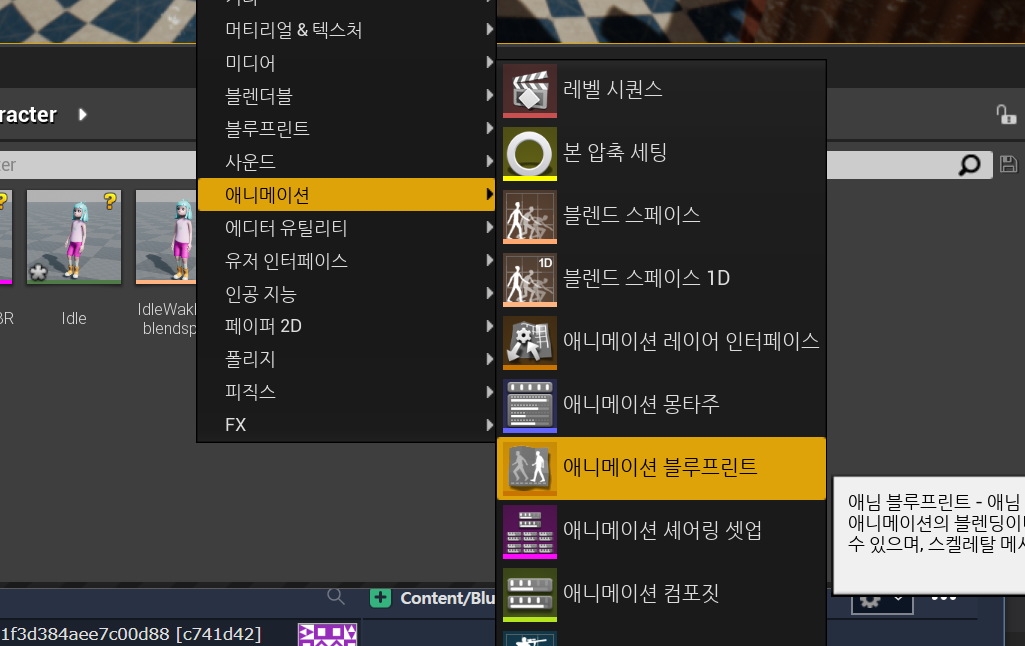 머티리얼 & 텍스처
미디어
블렌더블
블루프린트
사운드
애니메이션
에디터 유틸리티
유저 인터페이스
인공 지능
페이퍼 2D
폴리지
피직스
FX
레벨 시퀀스
본 압축 세팅
블렌드 스페이스
1D
블렌드 스페이스 1D
애니메이션 레이어 인터페이스
애니메이션 몽타주
애니메이션 블루프린트
애니메이션 셰어링 셋업
애니메이션 컴포짓
애님 블루프린트 - 애님
애니메이션의 블렌딩이
수 있으며, 스켈레탈 메
racter
ter
BR
Idle
IdleWak
blendsp
Content/Blu
1f3d384aee7c00d88 [c741d42]